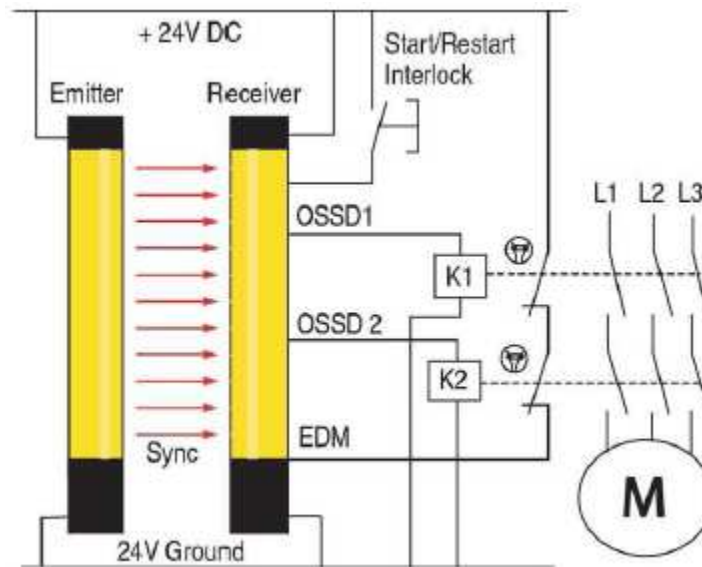 + 24V DC
Start/Restart
Interlock
Emitter
Receiver
L1
L2
L3
OSSD1
K1
OSSD 2
K2
EDM
Sync
M
24V Ground